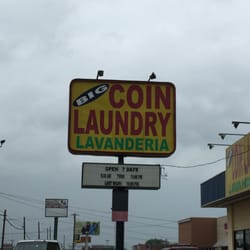 BIG
COIN
LAUNDRY
LAVANDERIA
OPEN 7 DAYS